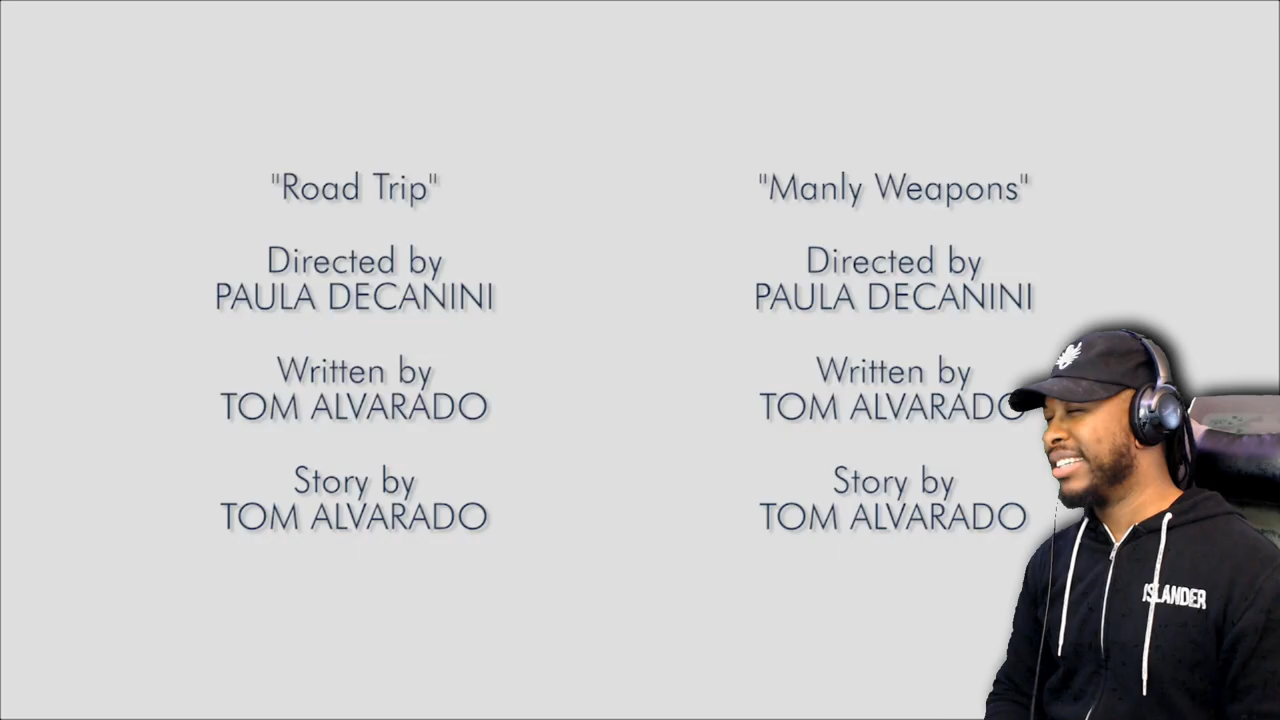 "Road Trip"
Directed by
PAULA DECANINI
Written by
TOM ALVARADO
Story by
TOM ALVARADO
"Manly Weapons"
Directed by
PAULA DECANINI
Written by
TOM ALVARADO
Story by
TOM ALVARADO
ISLANDER